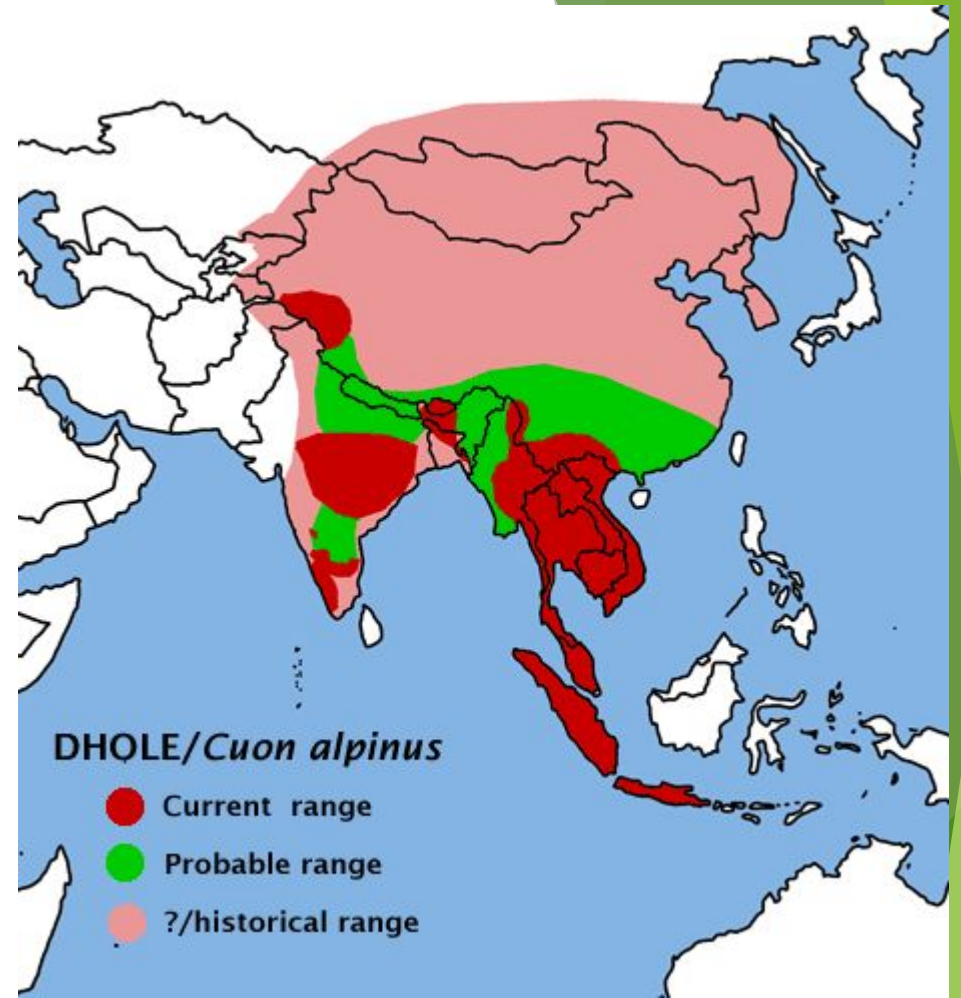 DHOLE/Cuon alpinus
Current range
Probable range
?/historical range